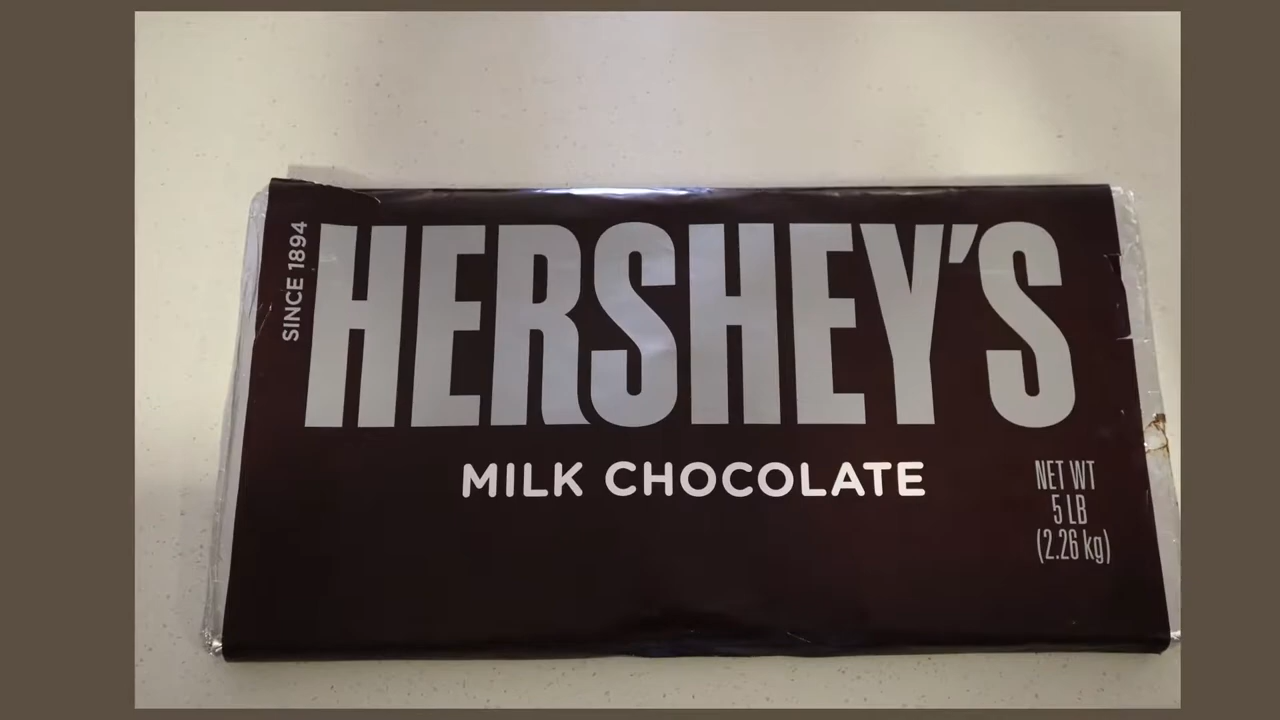 SINCE 1894
HERSHEY'S
MILK CHOCOLATE
NET WT
5 LB
(2.26 kg)